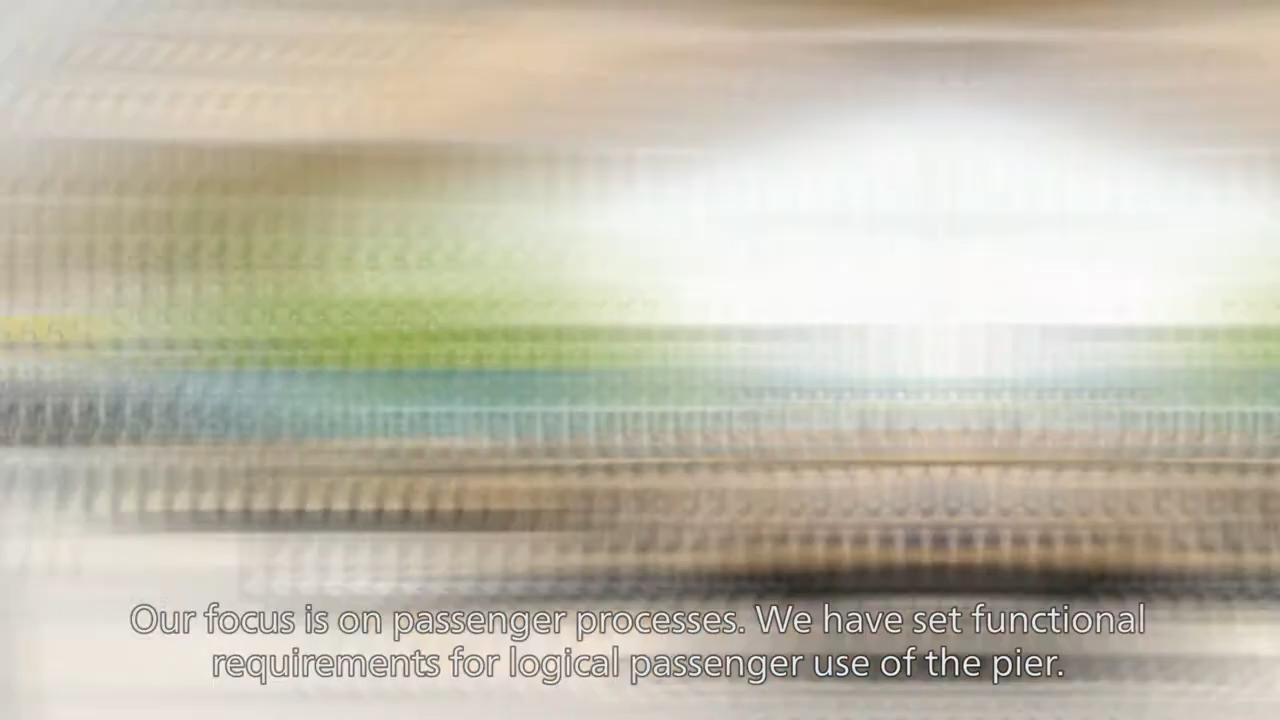 Our focus is on passenger processes. We have set functional
requirements for logical passenger use of the pier.